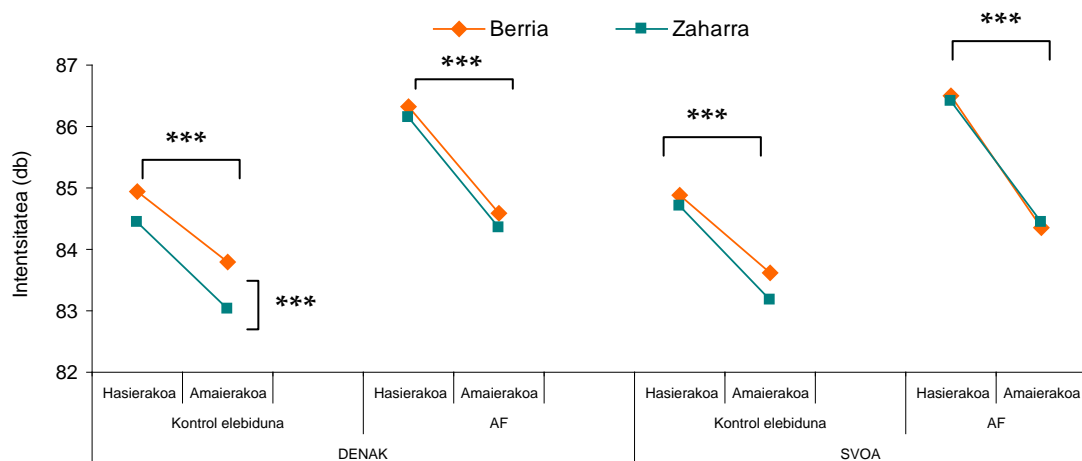 Berria Zaharra
***
87
***
***
86
***
85
84
***
83
82
Intentsitatea (db)
Hasierakoa Amaierakoa Hasierakoa Amaierakoa Hasierakoa Amaierakoa Hasierakoa Amaierakoa
Kontrol elebiduna AF Kontrol elebiduna AF
DENAK SVOA